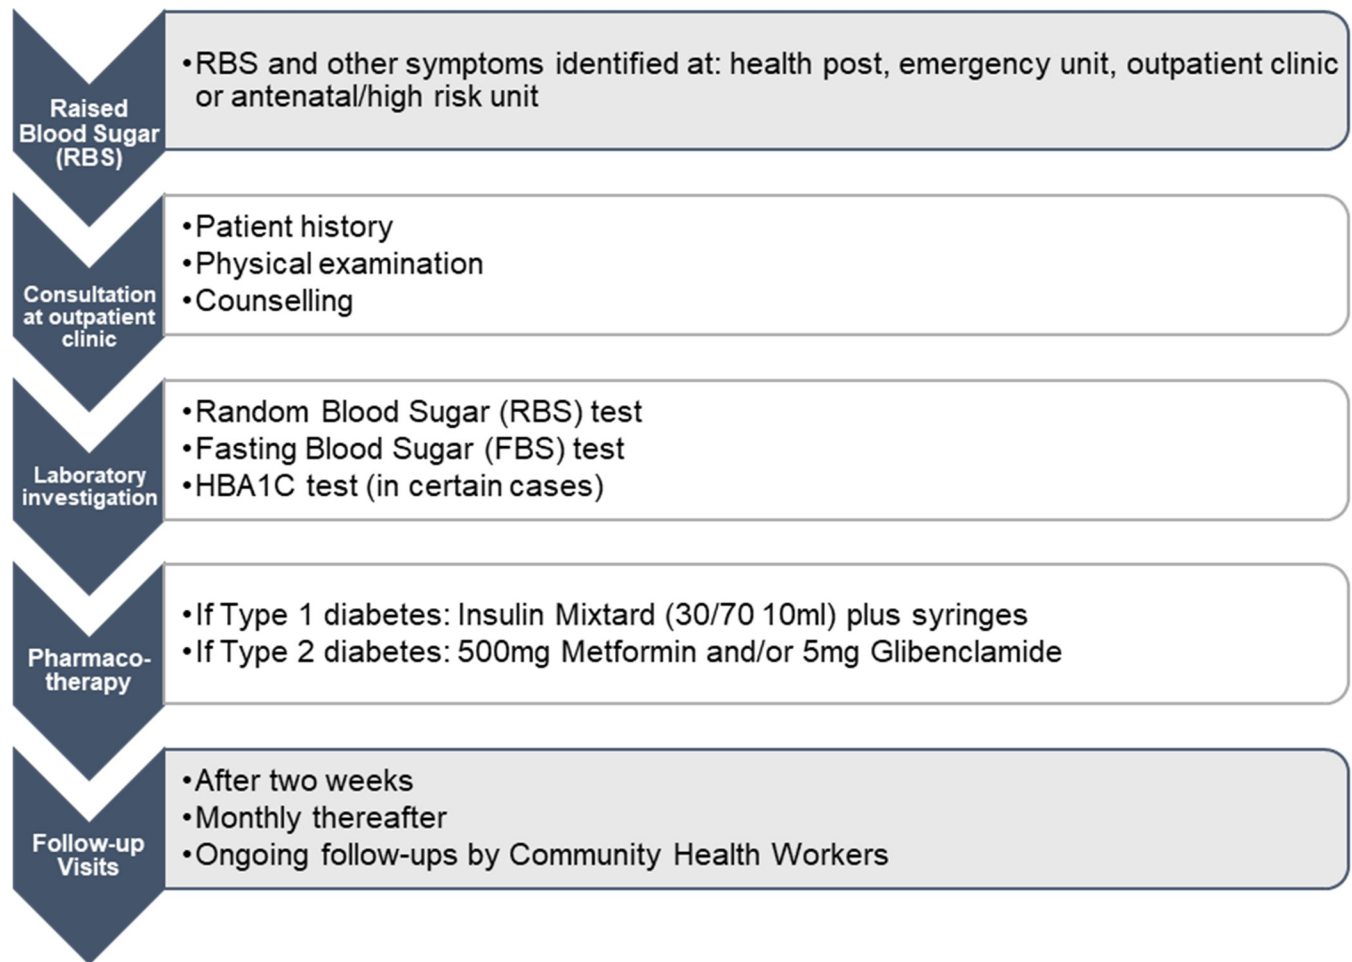 Raised
Blood Sugar
(RBS)
•RBS and other symptoms identified at: health post, emergency unit, outpatient clinic
or antenatal/high risk unit
Consultation
at outpatient
clinic
•Patient history
•Physical examination
•Counselling
Laboratory
investigation
•Random Blood Sugar (RBS) test
•Fasting Blood Sugar (FBS) test
•HBA1C test (in certain cases)
Pharmaco-
therapy
•If Type 1 diabetes: Insulin Mixtard (30/70 10ml) plus syringes
•If Type 2 diabetes: 500mg Metformin and/or 5mg Glibenclamide
Follow-up
Visits
•After two weeks
•Monthly thereafter
•Ongoing follow-ups by Community Health Workers